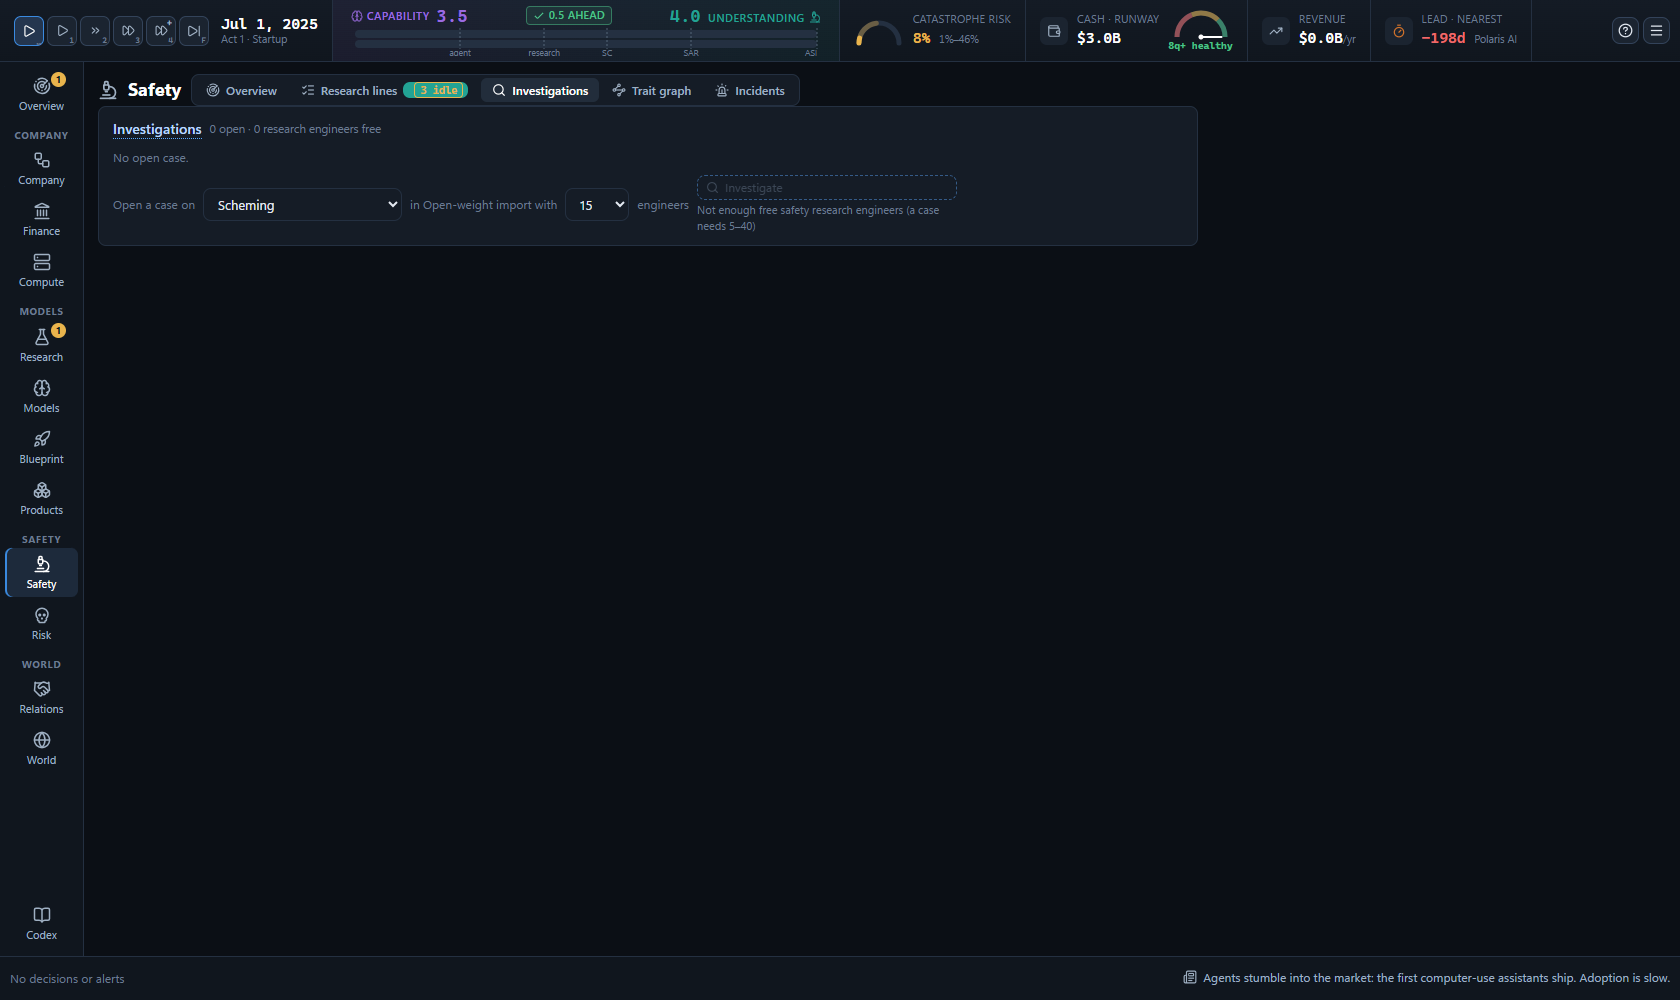 1
2
3
4
F
Jul 1, 2025
Act 1 · Startup
CAPABILITY 3.5
0.5 AHEAD
4.0 UNDERSTANDING
agent
research
SC
SAR
ASI
CATASTROPHE RISK
8% 1%–46%
CASH · RUNWAY
$3.0B
8q+ healthy
REVENUE
$0.0B/yr
LEAD · NEAREST
−198d Polaris AI
1
Overview
COMPANY
Company
Finance
Compute
MODELS
1
Research
Models
Blueprint
Products
SAFETY
Safety
Risk
WORLD
Relations
World
Codex
Safety
Overview
Research lines 3 idle
Investigations
Trait graph
Incidents
Investigations 0 open · 0 research engineers free
No open case.
Open a case on Scheming in Open-weight import with 15 engineers
Investigate
Not enough free safety research engineers (a case
needs 5–40)
No decisions or alerts
Agents stumble into the market: the first computer-use assistants ship. Adoption is slow.